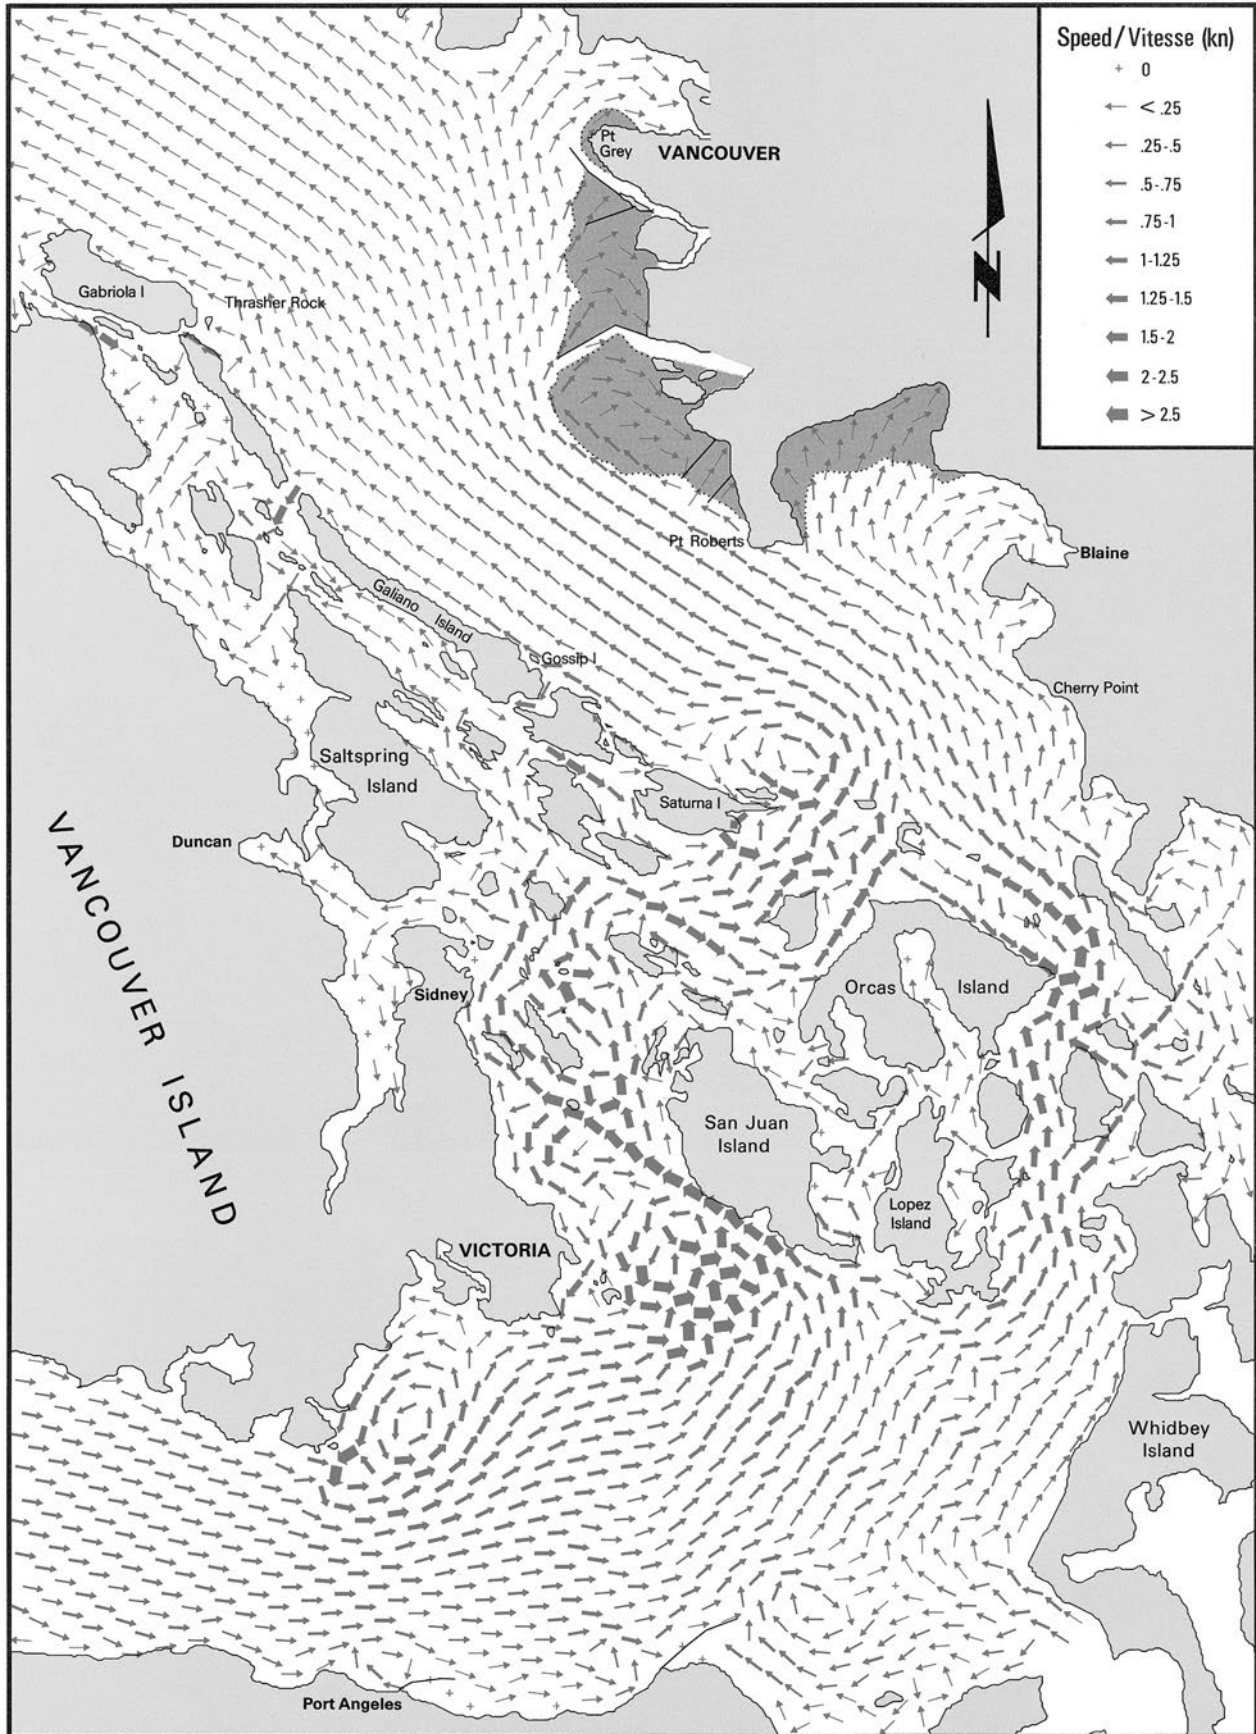 Speed/Vitesse (kn)
+ 0
< .25
.25-.5
.5-.75
.75-1
1-1.25
1.25-1.5
1.5-2
2-2.5
> 2.5
N
Pt
Grey
VANCOUVER
Gabriola I
Thrasher Rock
Pt Roberts
Blaine
Galiano
Island
Gossip I
Cherry Point
Saltspring
Island
Saturna I
Duncan
VANCOUVER ISLAND
Sidney
Orcas
Island
San Juan
Island
Lopez
Island
VICTORIA
Whidbey
Island
Port Angeles